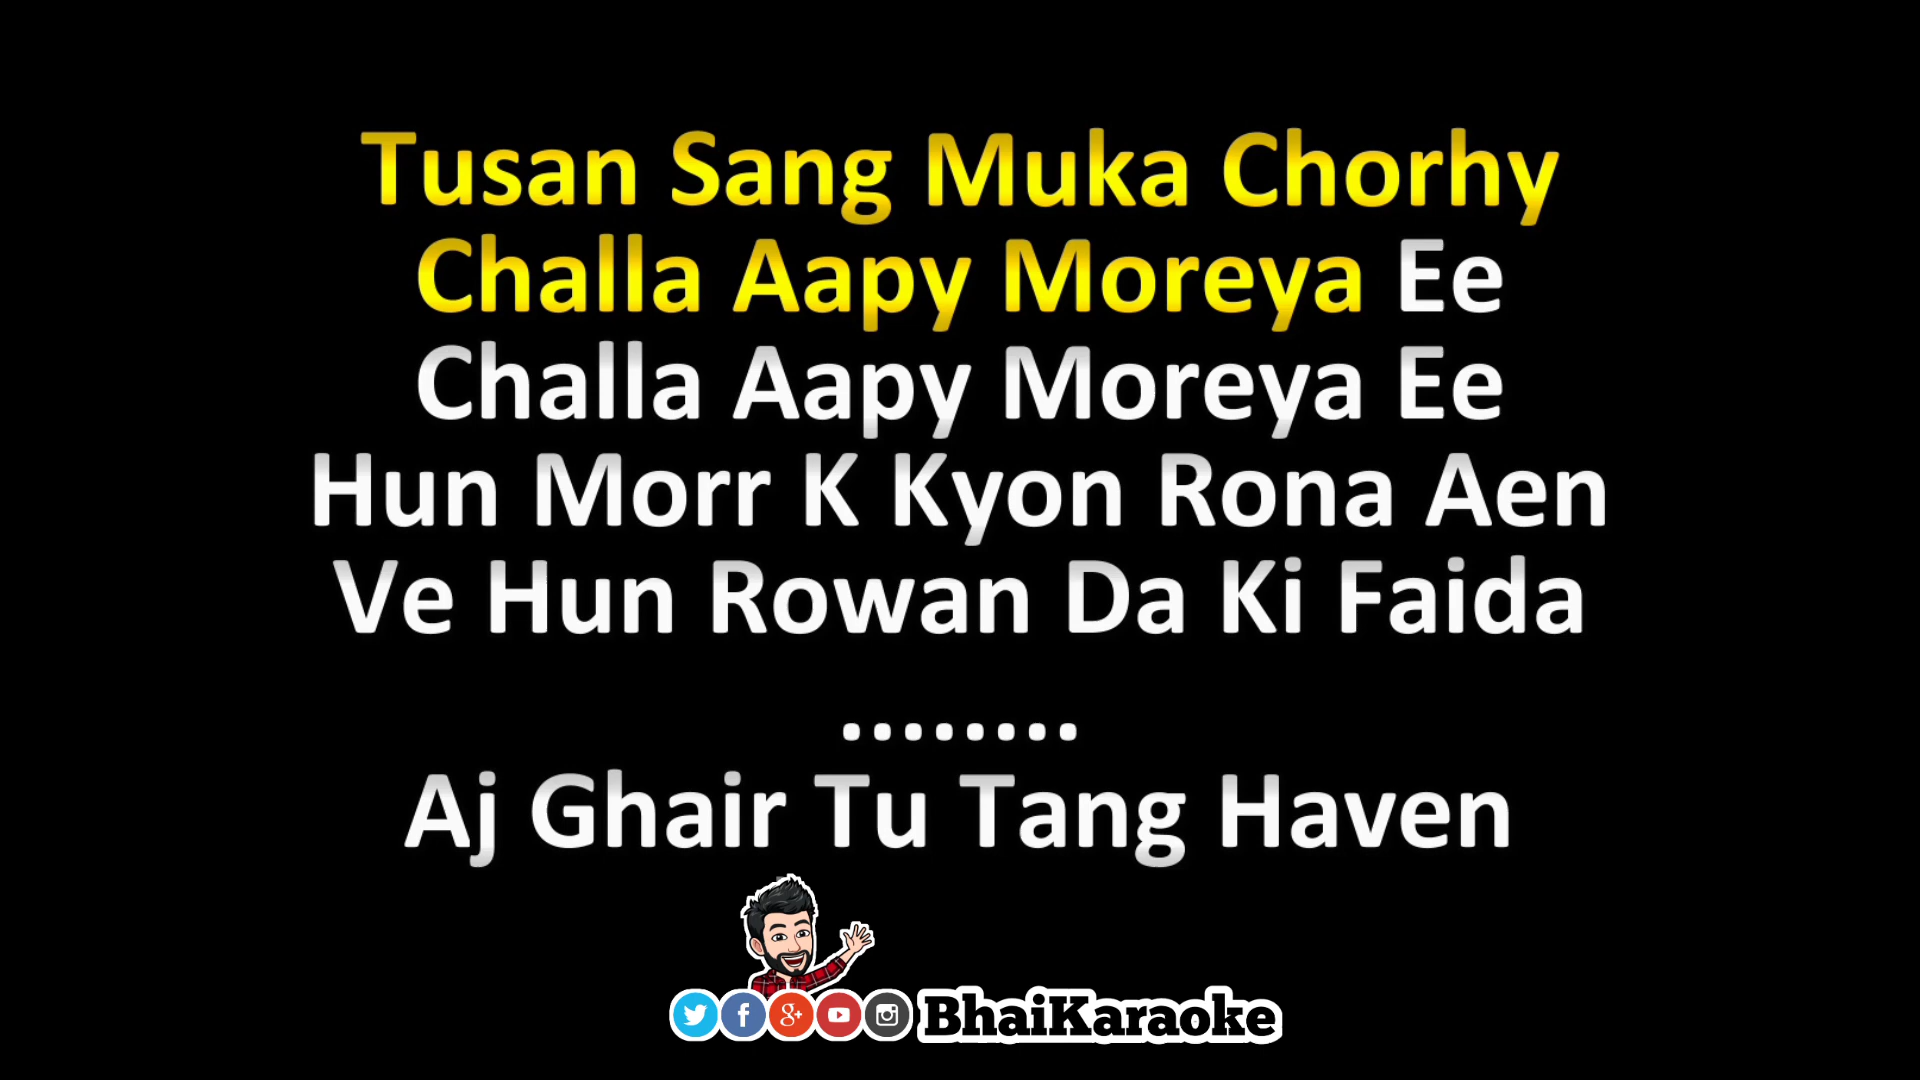 Tusan Sang Muka Chorhy
Challa Aapy Moreya Ee
Challa Aapy Moreya Ee
Hun Morr K Kyon Rona Aen
Ve Hun Rowan Da Ki Faida
........
Aj Ghair Tu Tang Haven
BhaiKaraoke